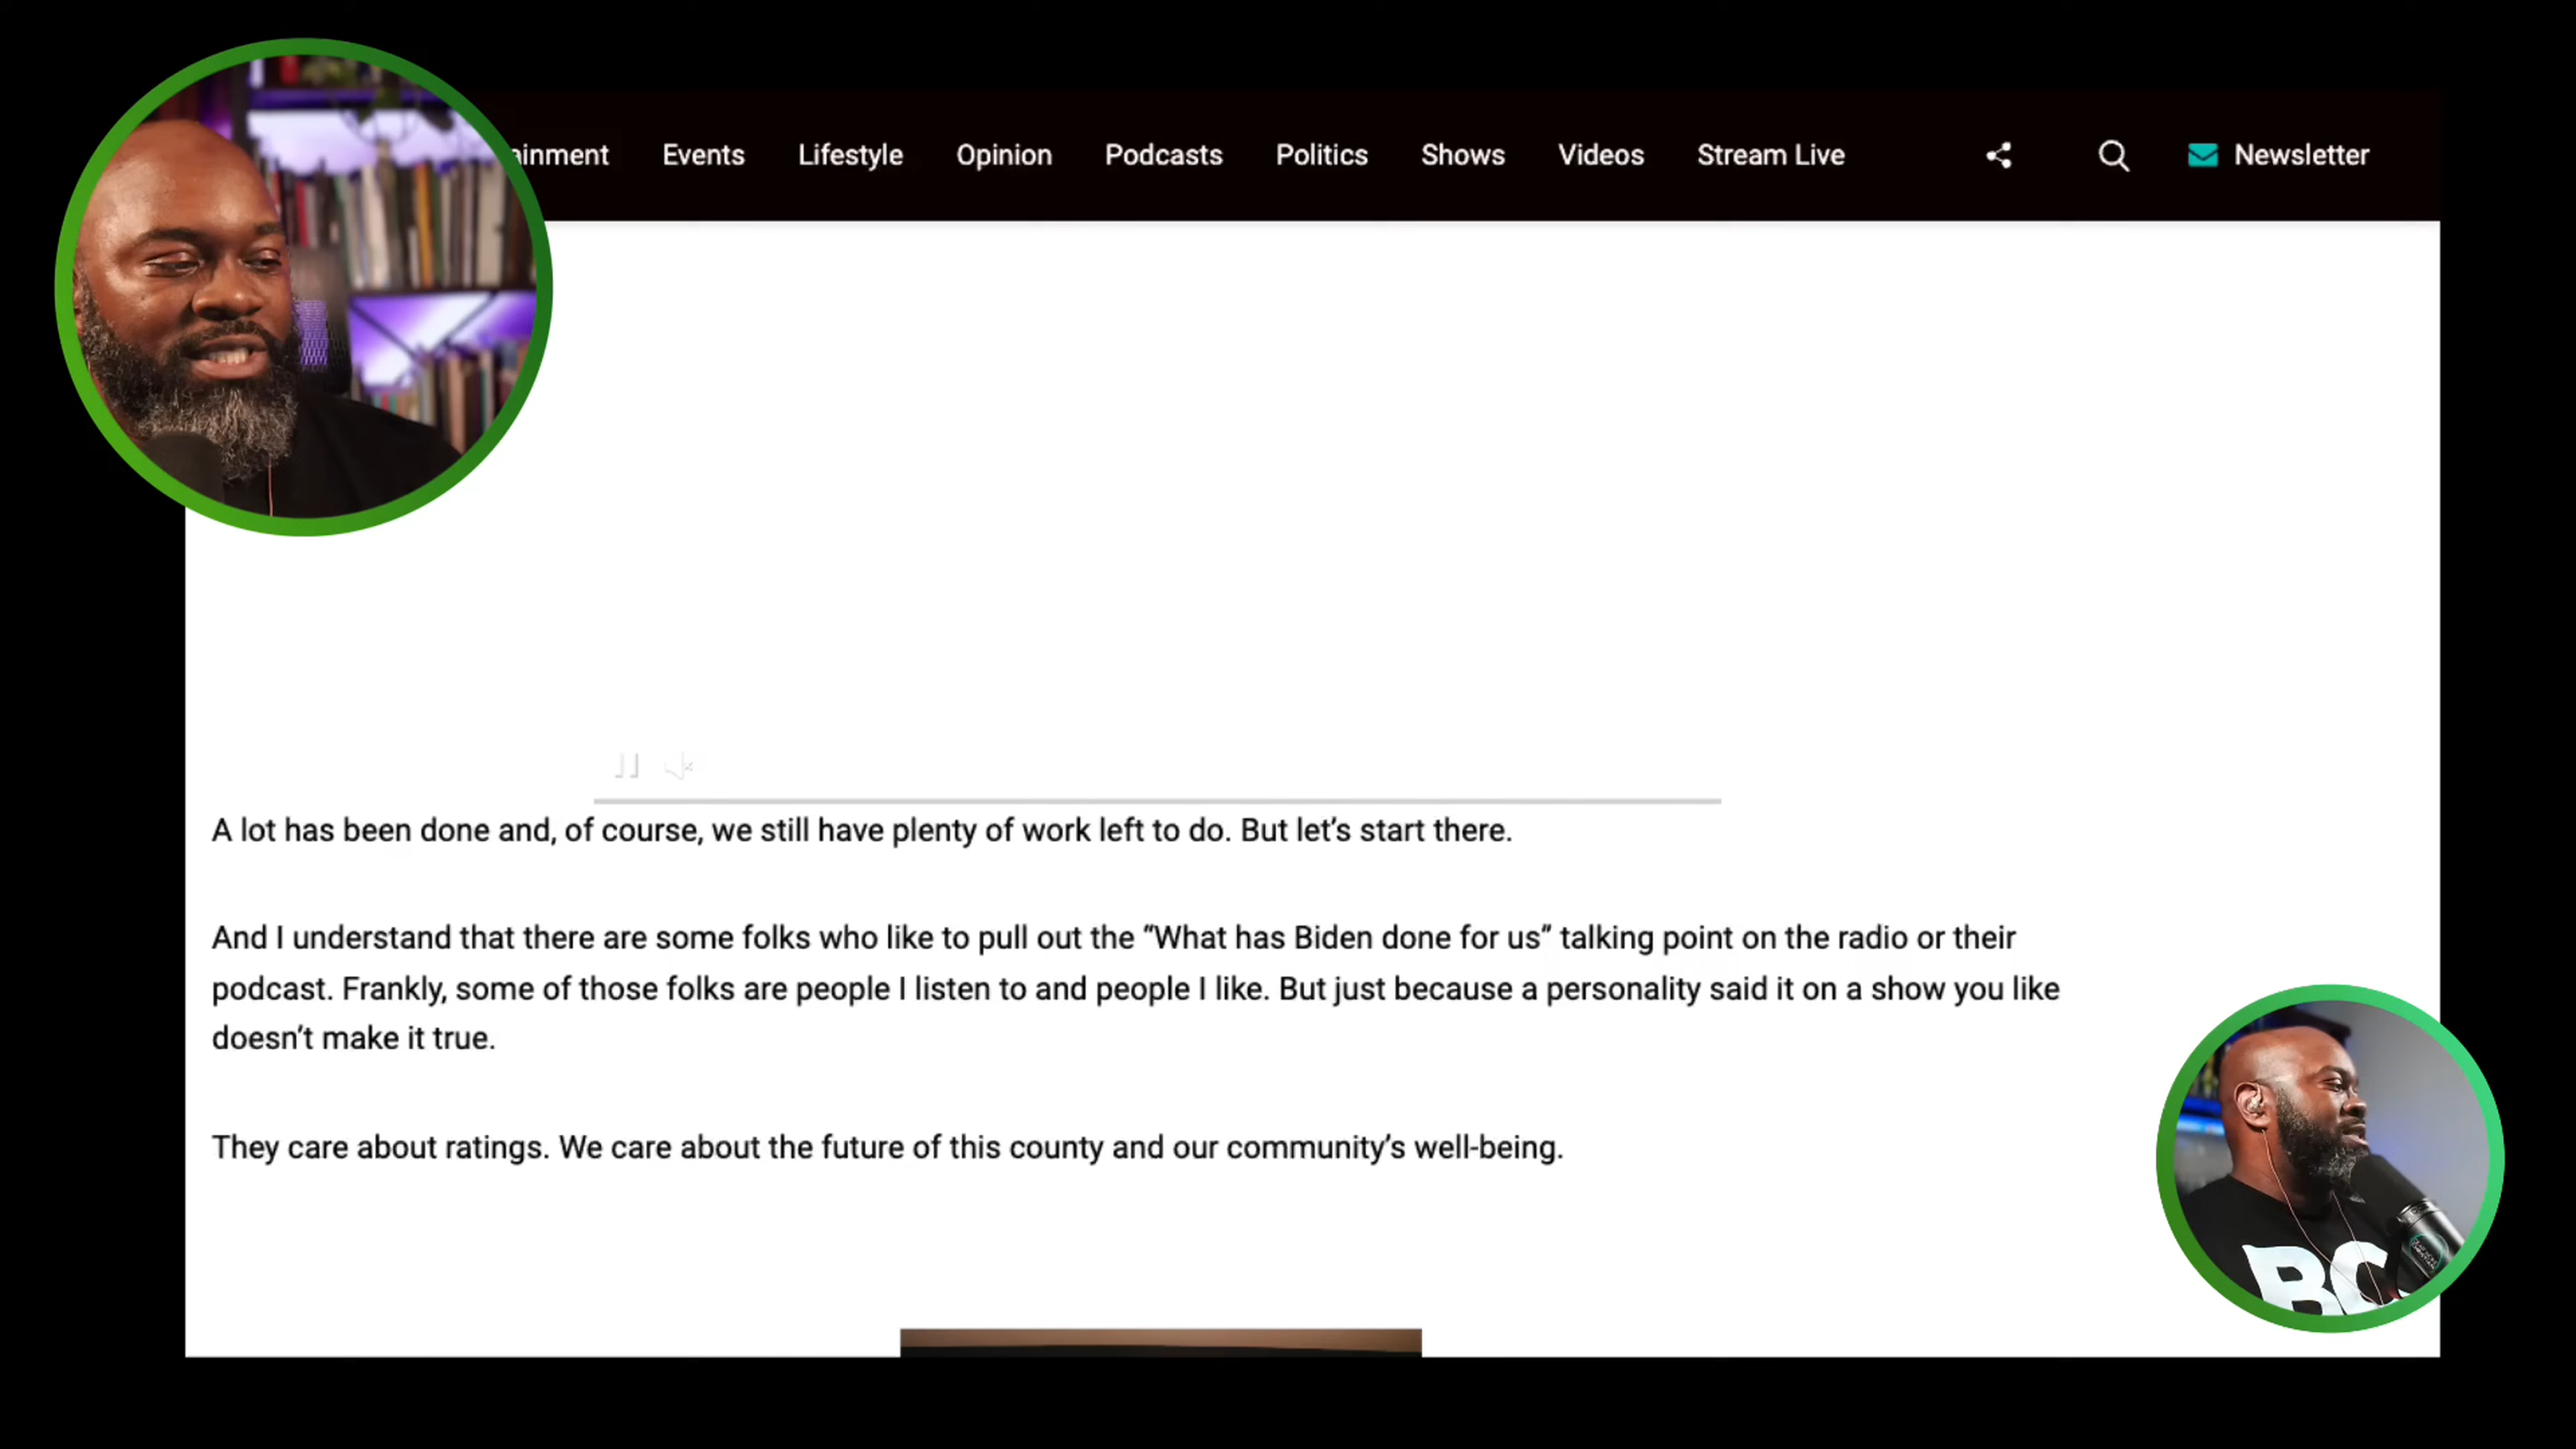 ainment Events Lifestyle Opinion Podcasts Politics Shows Videos Stream Live Newsletter
A lot has been done and, of course, we still have plenty of work left to do. But let’s start there.
And I understand that there are some folks who like to pull out the “What has Biden done for us” talking point on the radio or their
podcast. Frankly, some of those folks are people I listen to and people I like. But just because a personality said it on a show you like
doesn’t make it true.
They care about ratings. We care about the future of this county and our community’s well-being.
BC